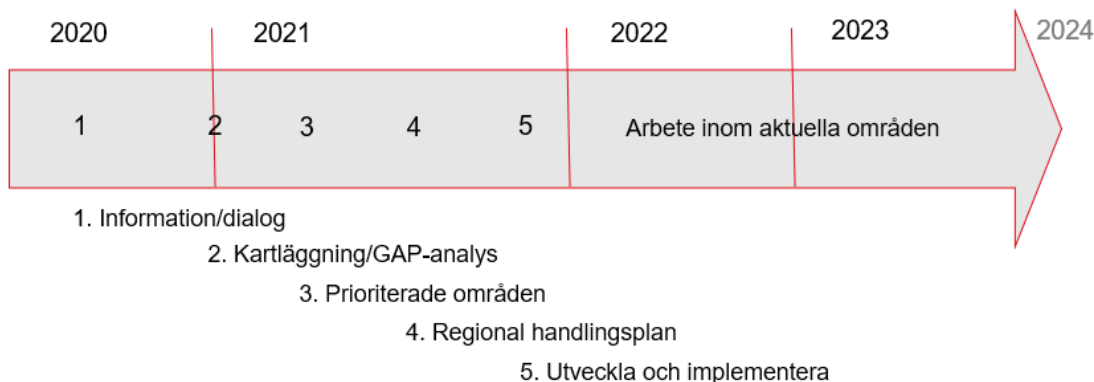 2020 2021 2022 2023 2024
1 2 3 4 5 Arbete inom aktuella områden
1. Information/dialog
2. Kartläggning/GAP-analys
3. Prioriterade områden
4. Regional handlingsplan
5. Utveckla och implementera